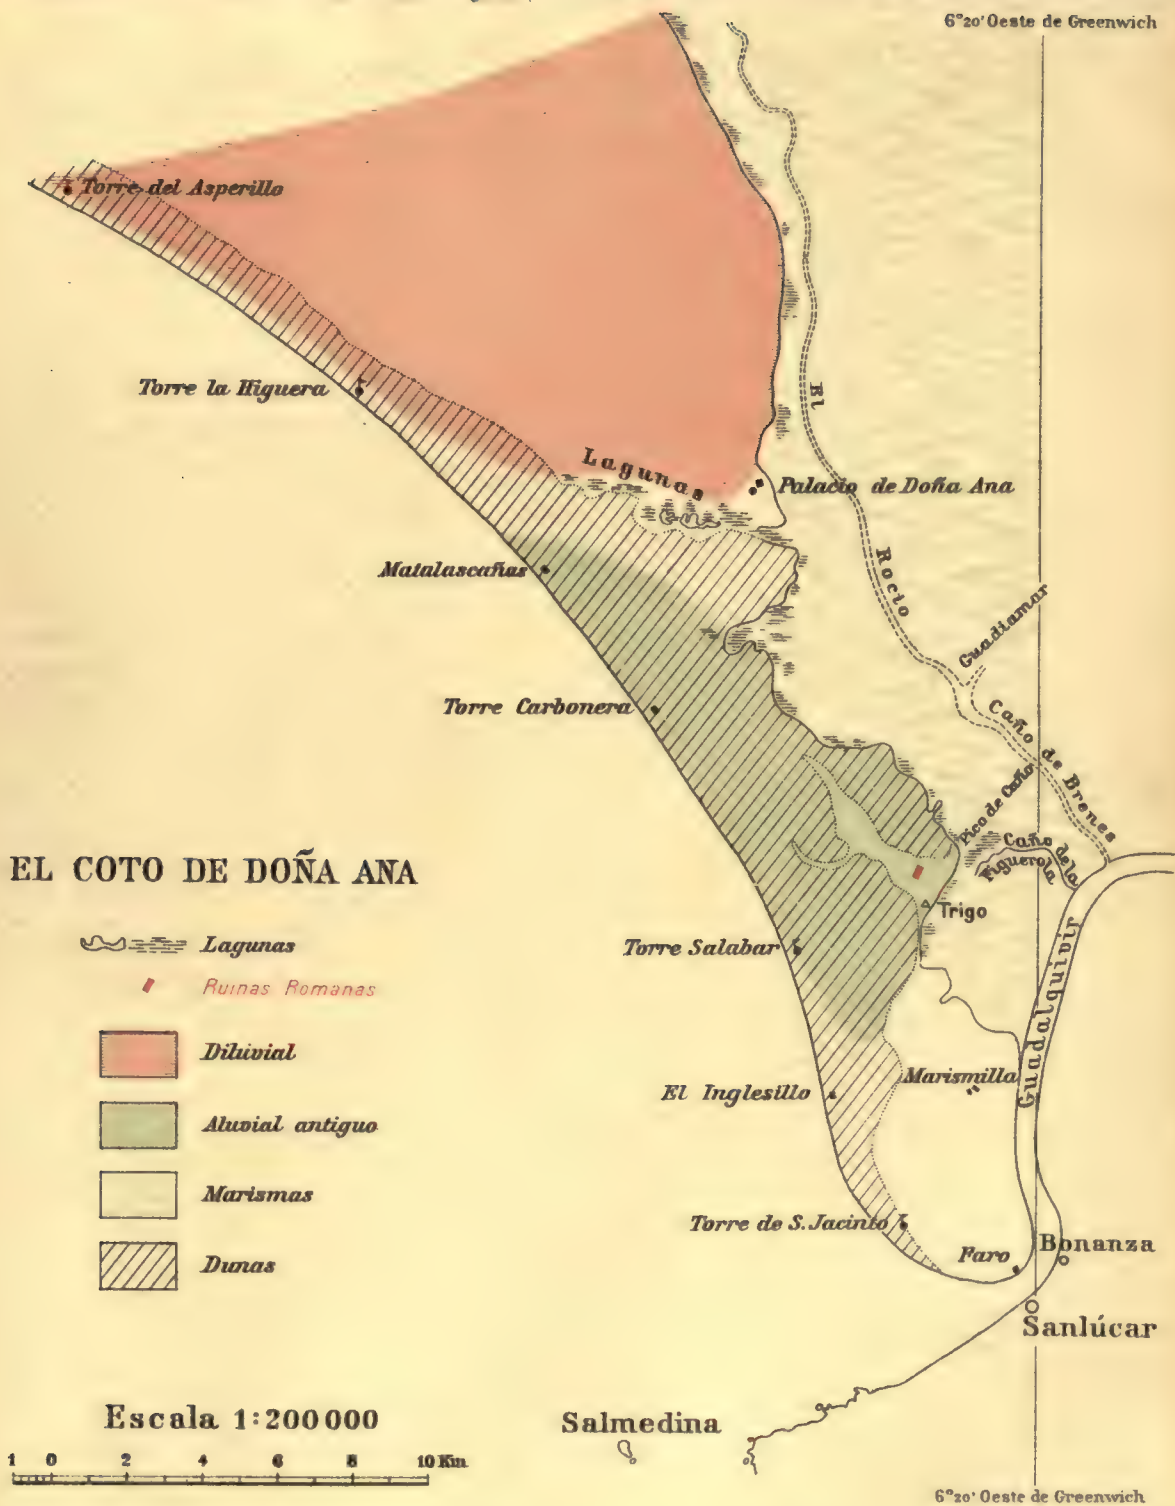 6°20' Oeste de Greenwich
Torre del Asperillo
Torre la Higuera
El Rocio
Lagunas
Palacio de Doña Ana
Matalascañas
Guadiamar
Torre Carbonera
Caño de Brenes
Pico de Caño
Caño de la Figuerola
EL COTO DE DOÑA ANA
Trigo
Lagunas
Torre Salabar
Guadalquivir
Ruinas Romanas
Diluvial
Marismilla
El Inglesillo
Aluvial antiguo
Marismas
Torre de S. Jacinto
Bonanza
Faro
Dunas
Sanlúcar
Escala 1:200000
Salmedina
1 0 2 4 6 8 10 Km
6°20' Oeste de Greenwich